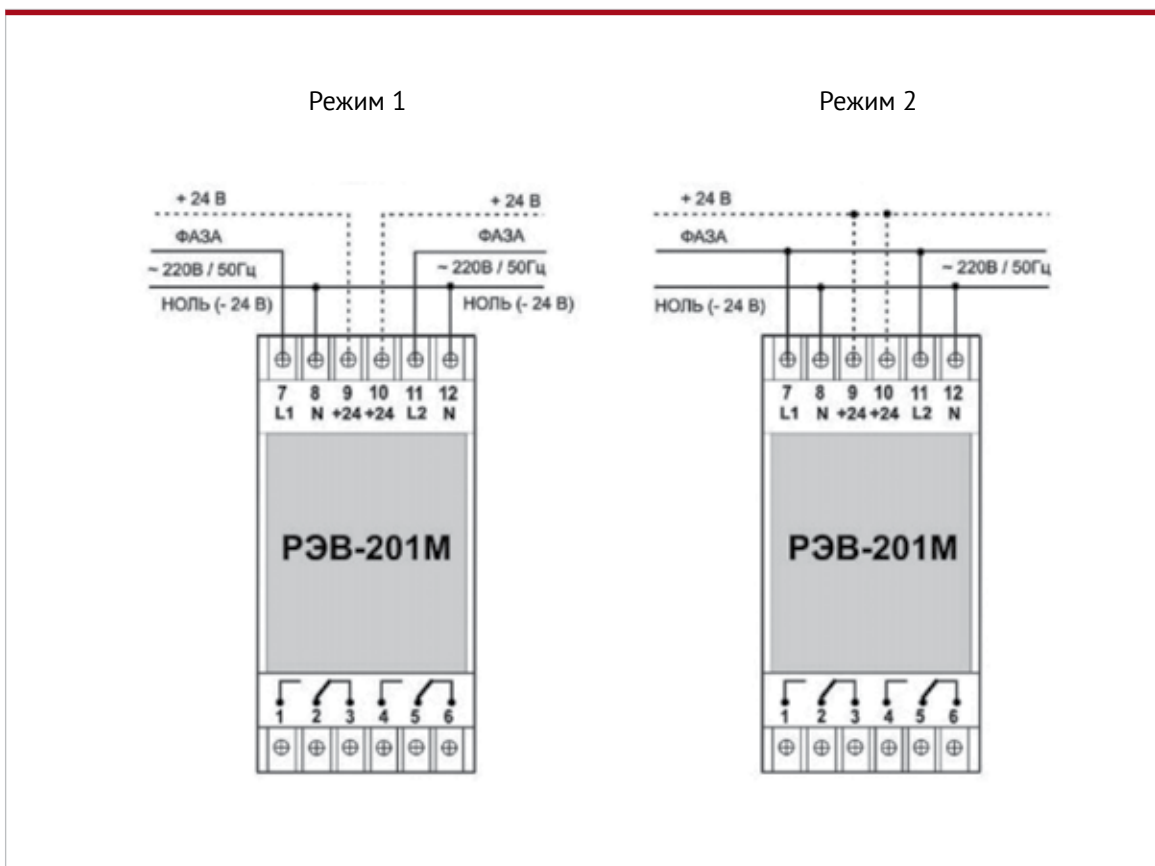 Режим 1
+ 24 В
+ 24 В
ФАЗА
ФАЗА
~ 220В / 50Гц
~ 220В / 50Гц
НОЛЬ (- 24 В)
НОЛЬ (- 24 В)
7 8 9 10 11 12
L1 N +24 +24 L2 N
РЭВ-201М
1 2 3 4 5 6
Режим 2
+ 24 В
ФАЗА
~ 220В / 50Гц
НОЛЬ (- 24 В)
7 8 9 10 11 12
L1 N +24 +24 L2 N
РЭВ-201М
1 2 3 4 5 6